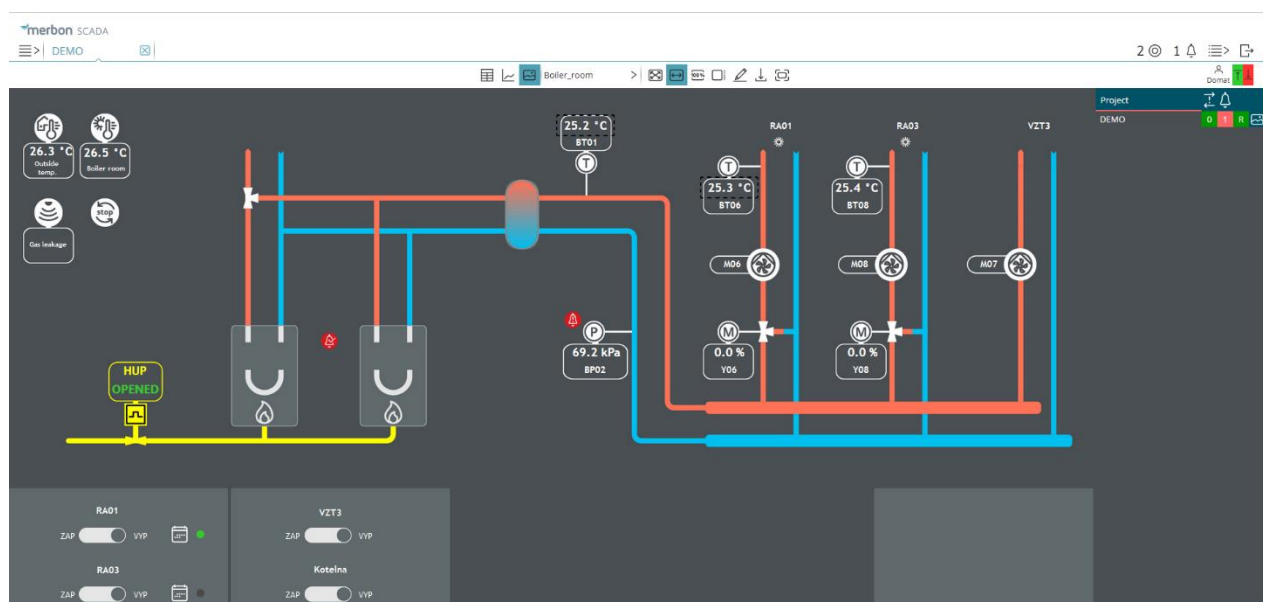 merbon SCADA
DEMO
2 1
Boiler_room
100%
Domat
Project
DEMO 0 1 R
26.3 °C
Outside
temp.
26.5 °C
Boiler room
stop
Gas leakage
25.2 °C
BT01
T
RA01
RA03
VZT3
T
25.3 °C
BT06
T
25.4 °C
BT08
M06
M08
M07
P
69.2 kPa
BP02
M
0.0 %
Y06
M
0.0 %
Y08
HUP
OPENED
RA01
ZAP VYP
RA03
ZAP VYP
VZT3
ZAP VYP
Kotelna
ZAP VYP